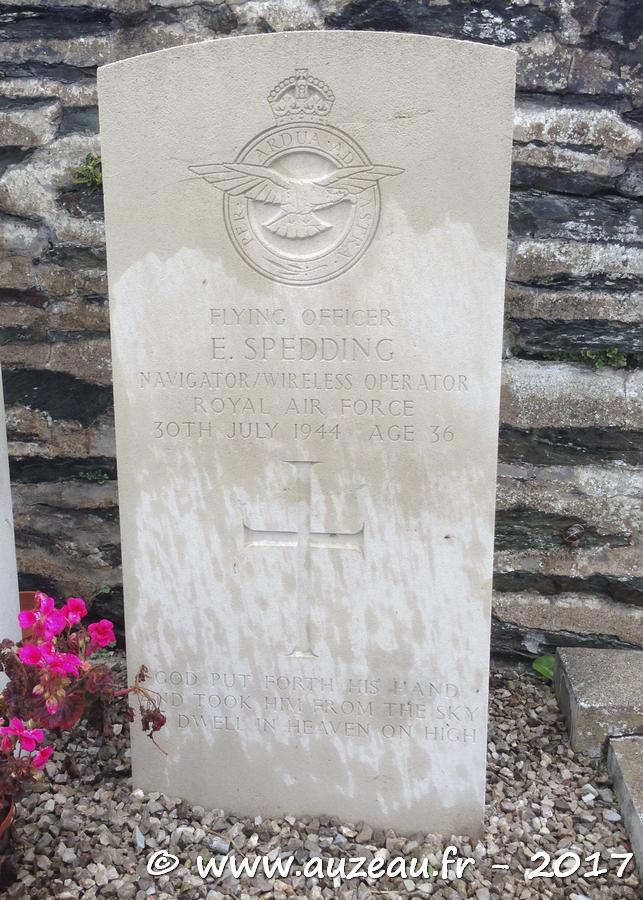 PER · ARDUA · AD ASTRA
FLYING OFFICER
E. SPEDDING
NAVIGATOR/WIRELESS OPERATOR
ROYAL AIR FORCE
30TH JULY 1944 AGE 36
GOD PUT FORTH HIS HAND
AND TOOK HIM FROM THE SKY
DWELL IN HEAVEN ON HIGH
© www.auzeau.fr - 2017